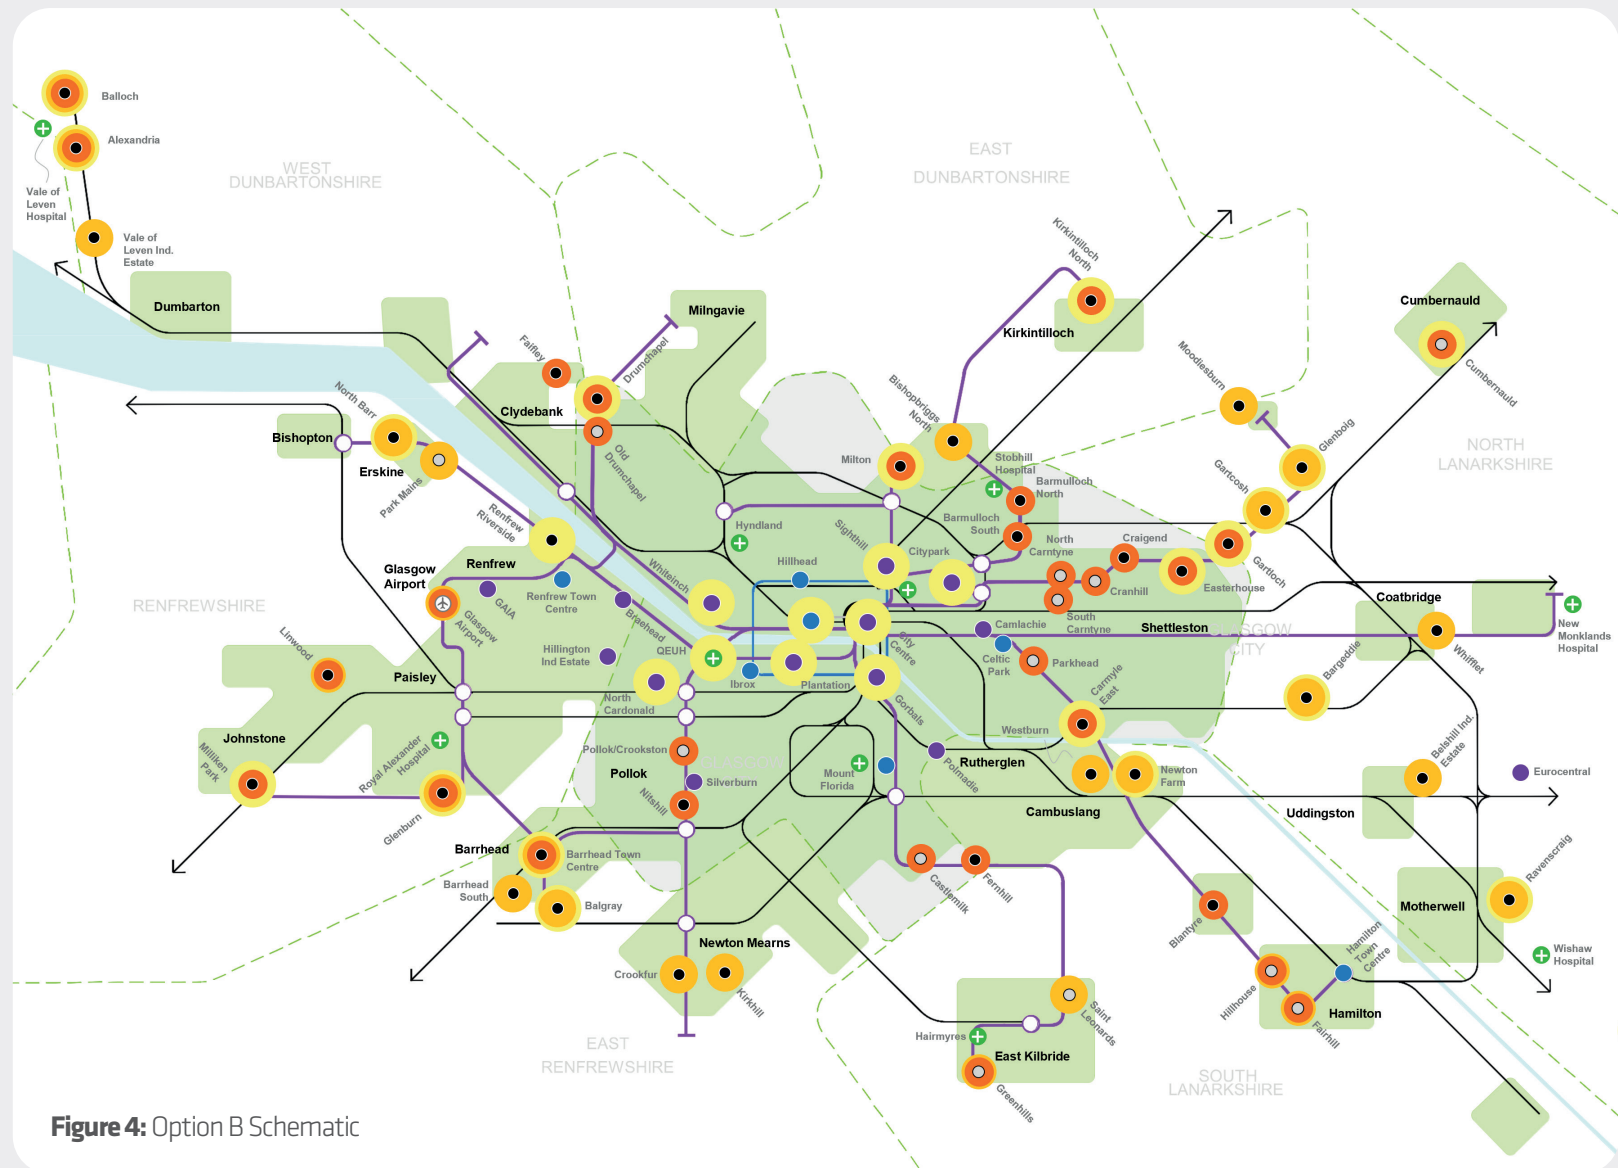 Balloch
Alexandria
Vale of
Leven
Hospital
Vale of
Leven Ind.
Estate
WEST
DUNBARTONSHIRE
EAST
DUNBARTONSHIRE
Dumbarton
Milngavie
Kirkintilloch
North
Kirkintilloch
Cumbernauld
Cumbernauld
Moodiesburn
Glenboig
Gartcosh
NORTH
LANARKSHIRE
Faifley
Drumchapel
Clydebank
Old
Drumchapel
North Barr
Bishopton
Erskine
Park Mains
Renfrew
Riverside
Bishopbriggs
North
Milton
Stobhill
Hospital
Barmulloch
North
Barmulloch
South
Hyndland
Sighthill
Citypark
North
Carntyne
Craigend
Gartloch
Easterhouse
Cranhill
South
Carntyne
Hillhead
Whiteinch
Renfrew
Glasgow
Airport
GAIA
Renfrew Town
Centre
Glasgow
Airport
RENFREWSHIRE
Braehead
Hillington
Ind Estate
QEUH
North
Cardonald
Ibrox
Plantation
City
Centre
Gorbals
Camlachie
Celtic
Park
Parkhead
Shettleston
GLASGOW
CITY
Coatbridge
New
Monklands
Hospital
Whifflet
Bargeddie
Carmyle
East
Westburn
Linwood
Paisley
Johnstone
Milliken
Park
Royal Alexander
Hospital
Glenburn
Pollok/Crookston
Pollok
GLASGOW
Silverburn
Nitshill
Mount
Florida
Polmadie
Rutherglen
Newton
Farm
Cambuslang
Belshill Ind.
Estate
Eurocentral
Uddingston
Barrhead
Barrhead Town
Centre
Barrhead
South
Balgray
Castlemilk
Fernhill
Blantyre
Motherwell
Ravenscraig
Wishaw
Hospital
Newton Mearns
Crookfur
Kirkhill
Hamilton
Town
Centre
Hillhouse
Fairhill
Hamilton
Saint
Leonards
Hairmyres
East Kilbride
Greenhills
EAST
RENFREWSHIRE
SOUTH
LANARKSHIRE
Figure 4: Option B Schematic